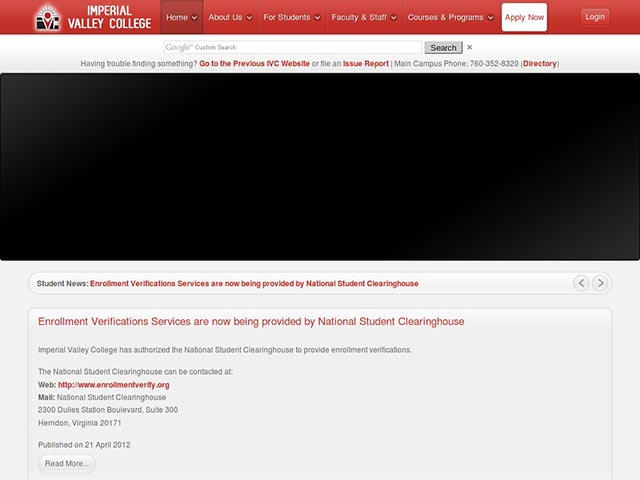 IMPERIAL
VALLEY COLLEGE
Home About Us For Students Faculty & Staff Courses & Programs Apply Now Login
Google™ Custom Search Search ×
Having trouble finding something? Go to the Previous IVC Website or file an Issue Report | Main Campus Phone: 760-352-8320 (Directory)
Student News: Enrollment Verifications Services are now being provided by National Student Clearinghouse
Enrollment Verifications Services are now being provided by National Student Clearinghouse
Imperial Valley College has authorized the National Student Clearinghouse to provide enrollment verifications.
The National Student Clearinghouse can be contacted at:
Web: http://www.enrollmentverify.org
Mail: National Student Clearinghouse
2300 Dulles Station Boulevard, Suite 300
Herndon, Virginia 20171
Published on 21 April 2012
Read More...